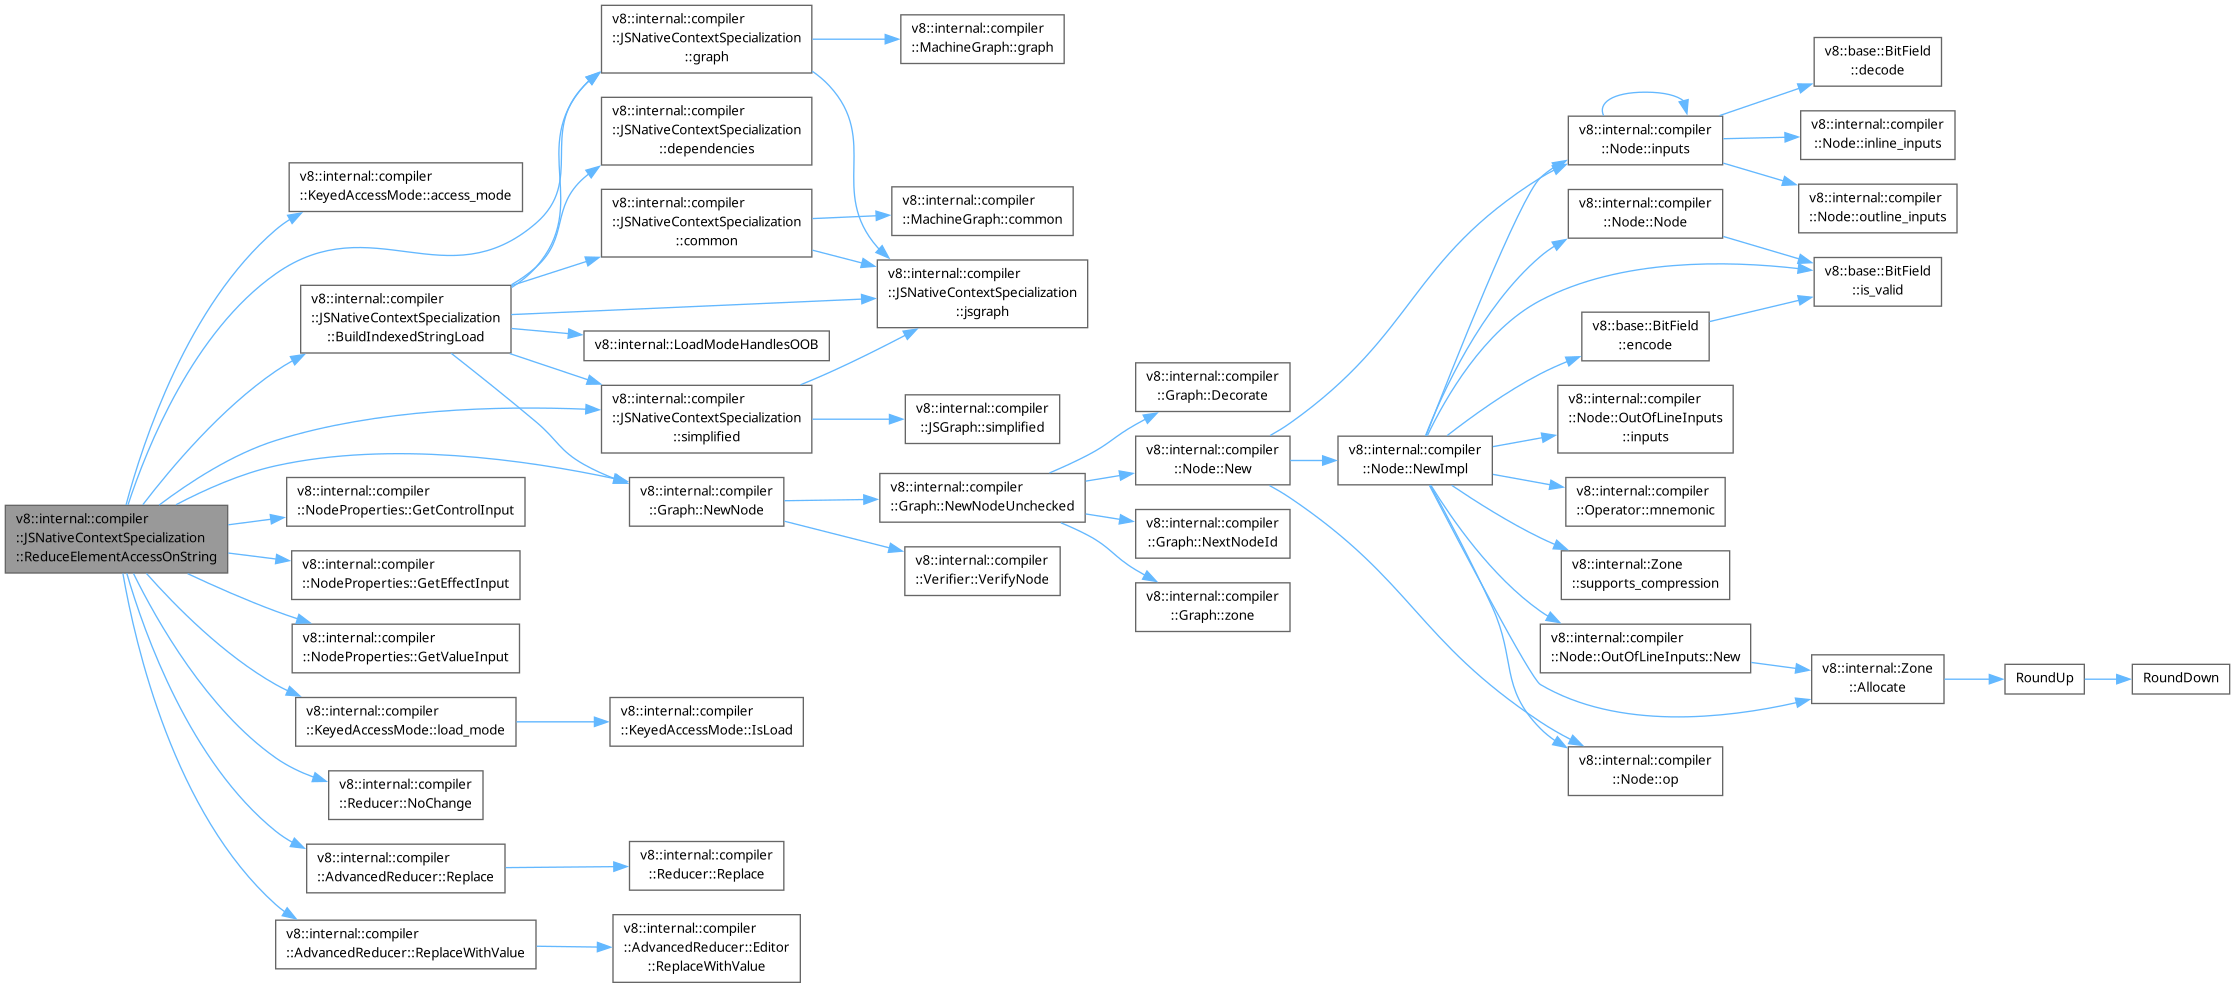 v8::internal::compiler
::JSNativeContextSpecialization
::ReduceElementAccessOnString
v8::internal::compiler
::KeyedAccessMode::access_mode
v8::internal::compiler
::JSNativeContextSpecialization
::BuildIndexedStringLoad
v8::internal::compiler
::NodeProperties::GetControlInput
v8::internal::compiler
::NodeProperties::GetEffectInput
v8::internal::compiler
::NodeProperties::GetValueInput
v8::internal::compiler
::KeyedAccessMode::load_mode
v8::internal::compiler
::Reducer::NoChange
v8::internal::compiler
::AdvancedReducer::Replace
v8::internal::compiler
::AdvancedReducer::ReplaceWithValue
v8::internal::compiler
::JSNativeContextSpecialization
::graph
v8::internal::compiler
::JSNativeContextSpecialization
::dependencies
v8::internal::compiler
::JSNativeContextSpecialization
::common
v8::internal::LoadModeHandlesOOB
v8::internal::compiler
::JSNativeContextSpecialization
::simplified
v8::internal::compiler
::Graph::NewNode
v8::internal::compiler
::KeyedAccessMode::IsLoad
v8::internal::compiler
::Reducer::Replace
v8::internal::compiler
::AdvancedReducer::Editor
::ReplaceWithValue
v8::internal::compiler
::MachineGraph::graph
v8::internal::compiler
::MachineGraph::common
v8::internal::compiler
::JSNativeContextSpecialization
::jsgraph
v8::internal::compiler
::JSGraph::simplified
v8::internal::compiler
::Graph::NewNodeUnchecked
v8::internal::compiler
::Verifier::VerifyNode
v8::internal::compiler
::Graph::Decorate
v8::internal::compiler
::Node::New
v8::internal::compiler
::Graph::NextNodeId
v8::internal::compiler
::Graph::zone
v8::internal::compiler
::Node::NewImpl
v8::internal::compiler
::Node::inputs
v8::internal::compiler
::Node::Node
v8::base::BitField
::encode
v8::internal::compiler
::Node::OutOfLineInputs
::inputs
v8::internal::compiler
::Operator::mnemonic
v8::internal::Zone
::supports_compression
v8::internal::compiler
::Node::OutOfLineInputs::New
v8::internal::compiler
::Node::op
v8::base::BitField
::decode
v8::internal::compiler
::Node::inline_inputs
v8::internal::compiler
::Node::outline_inputs
v8::base::BitField
::is_valid
v8::internal::Zone
::Allocate
RoundUp
RoundDown